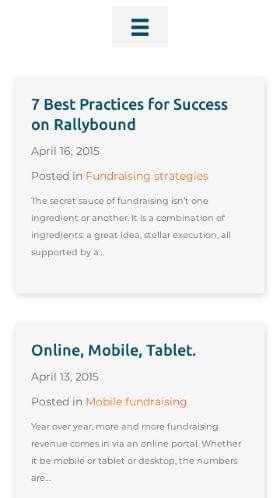 7 Best Practices for Success
on Rallybound
April 16, 2015
Posted in Fundraising strategies
The secret sauce of fundraising isn't one
ingredient or another. It is a combination of
ingredients: a great idea, stellar execution, all
supported by a...
Online, Mobile, Tablet.
April 13, 2015
Posted in Mobile fundraising
Year over year, more and more fundraising
revenue comes in via an online portal. Whether
it be mobile or tablet or desktop, the numbers
are...